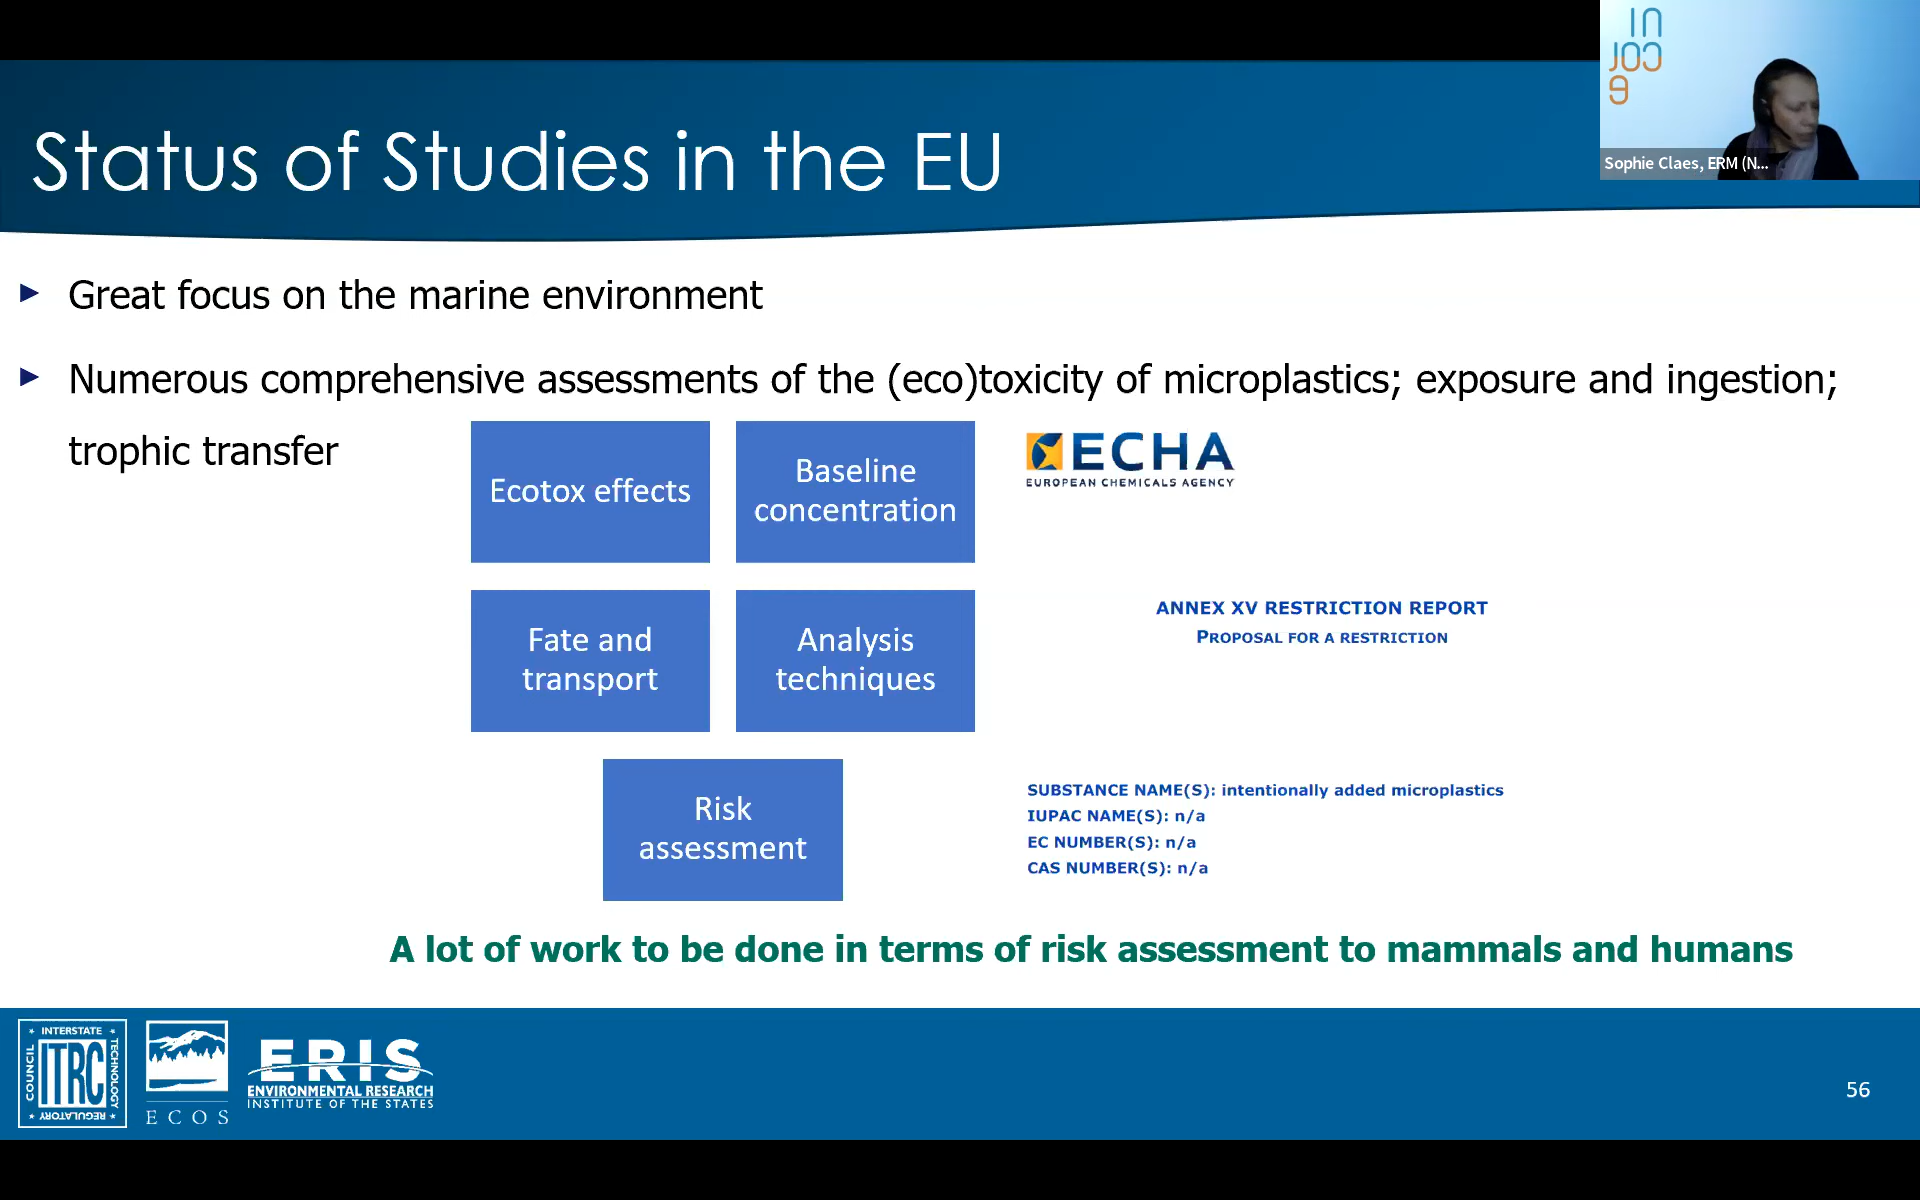 IN
JOC
e
Sophie Claes, ERM (N...
Status of Studies in the EU
Great focus on the marine environment
Numerous comprehensive assessments of the (eco)toxicity of microplastics; exposure and ingestion;
trophic transfer
Ecotox effects
Baseline
concentration
Fate and
transport
Analysis
techniques
Risk
assessment
ECHA
EUROPEAN CHEMICALS AGENCY
ANNEX XV RESTRICTION REPORT
PROPOSAL FOR A RESTRICTION
SUBSTANCE NAME(S): intentionally added microplastics
IUPAC NAME(S): n/a
EC NUMBER(S): n/a
CAS NUMBER(S): n/a
A lot of work to be done in terms of risk assessment to mammals and humans
INTERSTATE
TECHNOLOGY
REGULATORY
COUNCIL
ITRC
ECOS
ERIS
ENVIRONMENTAL RESEARCH
INSTITUTE OF THE STATES
56